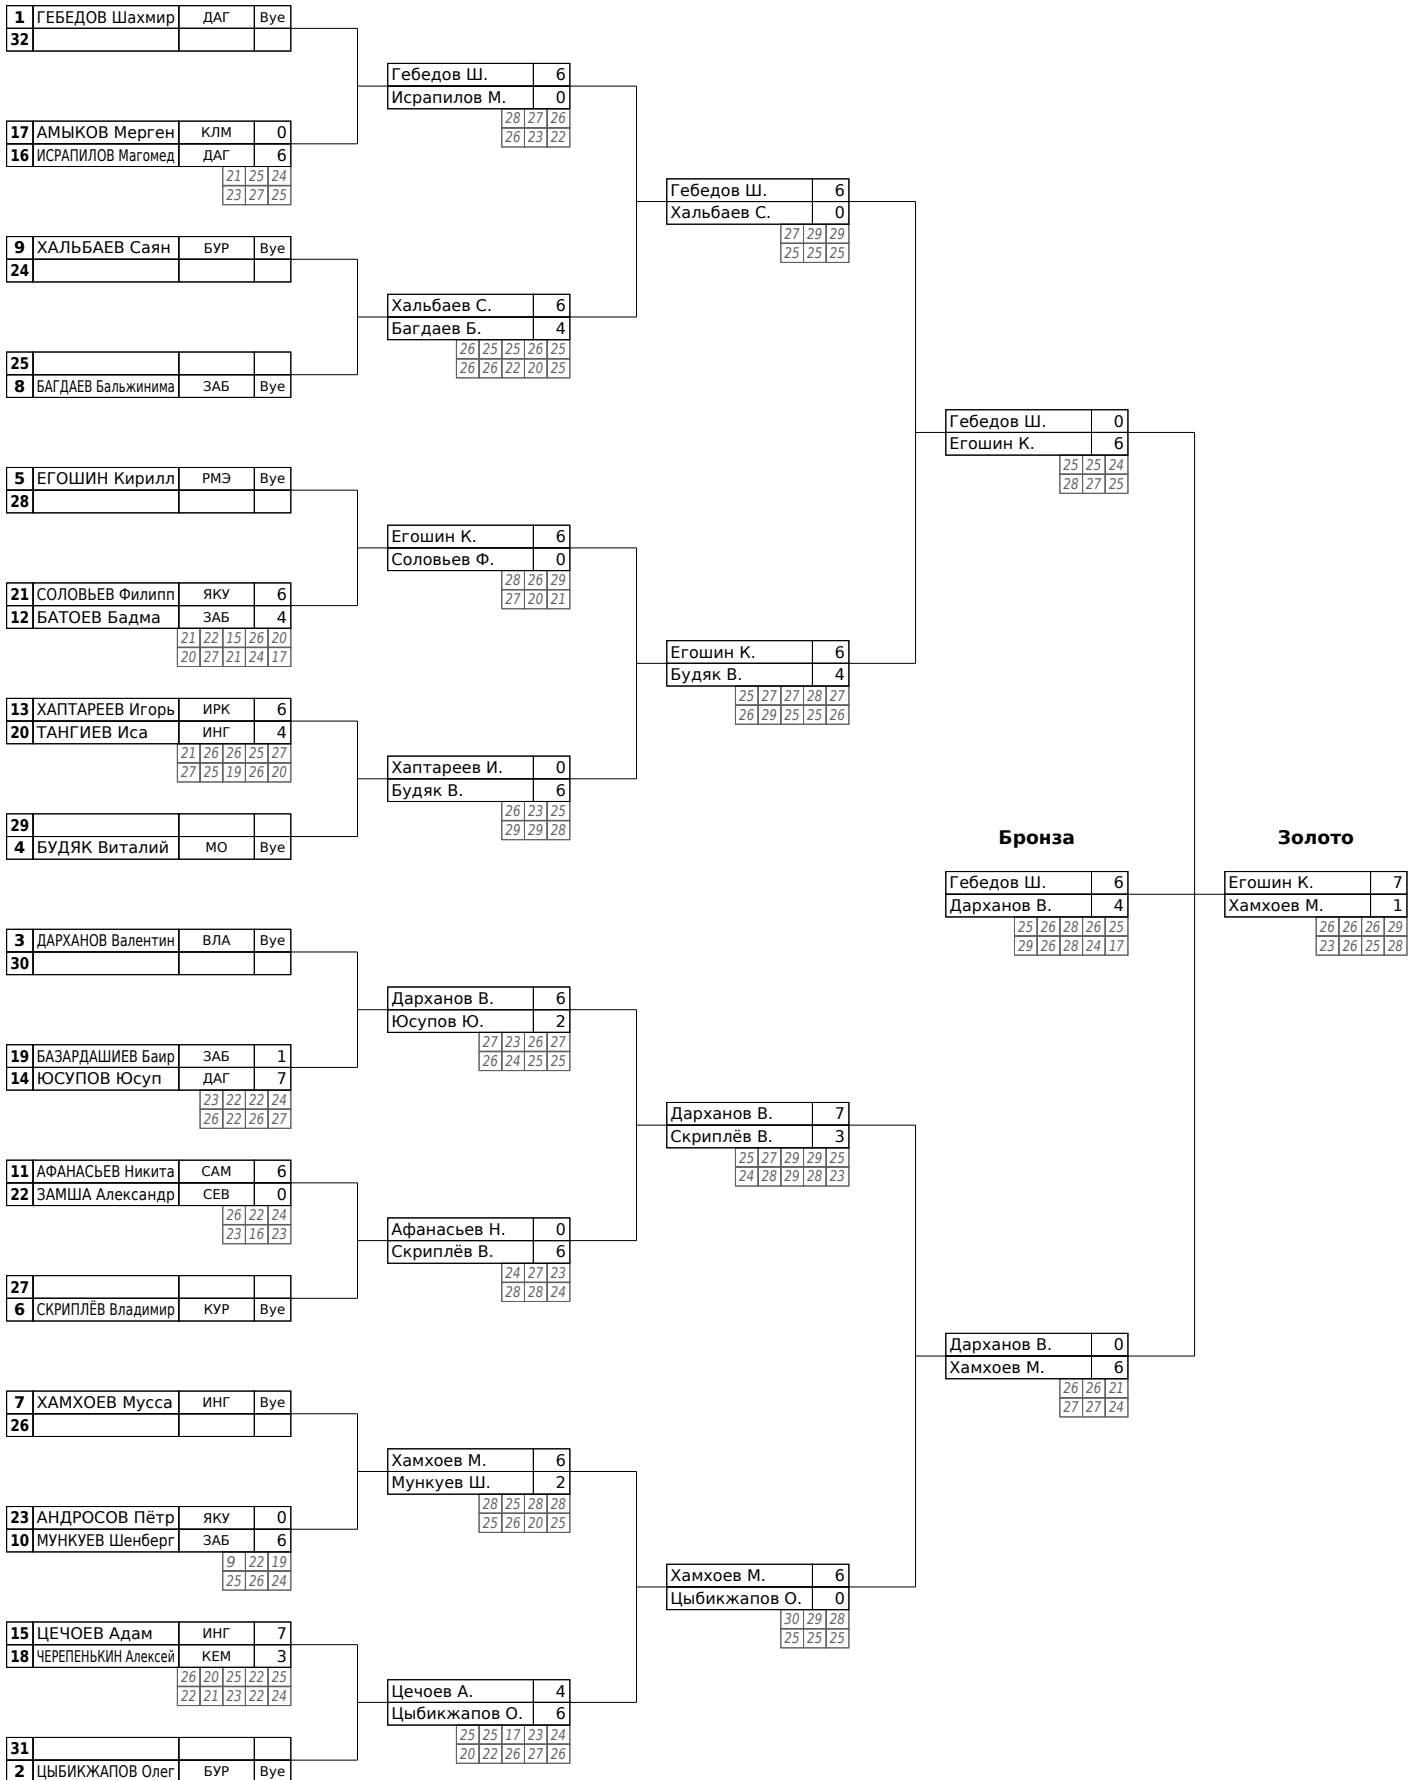 1 ГЕБЕДОВ Шахмир ДАГ Bye
32
Гебедов Ш. 6
Исрапилов М. 0
28 27 26
26 23 22
17 АМЫКОВ Мерген КЛМ 0
16 ИСРАПИЛОВ Магомед ДАГ 6
21 25 24
23 27 25
Гебедов Ш. 6
Хальбаев С. 0
27 29 29
25 25 25
9 ХАЛЬБАЕВ Саян БУР Bye
24
Хальбаев С. 6
Багдаев Б. 4
26 25 25 26 25
26 26 22 20 25
25
8 БАГДАЕВ Бальжинима ЗАБ Bye
Гебедов Ш. 0
Егошин К. 6
25 25 24
28 27 25
5 ЕГОШИН Кирилл РМЭ Bye
28
Егошин К. 6
Соловьев Ф. 0
28 26 29
27 20 21
21 СОЛОВЬЕВ Филипп ЯКУ 6
12 БАТОЕВ Бадма ЗАБ 4
21 22 15 26 20
20 27 21 24 17
Егошин К. 6
Будяк В. 4
25 27 27 28 27
26 29 25 25 26
13 ХАПТАРЕЕВ Игорь ИРК 6
20 ТАНГИЕВ Иса ИНГ 4
21 26 26 25 27
27 25 19 26 20
Хаптареев И. 0
Будяк В. 6
26 23 25
29 29 28
29
4 БУДЯК Виталий МО Bye
Бронза
Золото
Гебедов Ш. 6
Дарханов В. 4
25 26 28 26 25
29 26 28 24 17
Егошин К. 7
Хамхоев М. 1
26 26 26 29
23 26 25 28
3 ДАРХАНОВ Валентин ВЛА Bye
30
Дарханов В. 6
Юсупов Ю. 2
27 23 26 27
26 24 25 25
19 БАЗАРДАШИЕВ Баир ЗАБ 1
14 ЮСУПОВ Юсуп ДАГ 7
23 22 22 24
26 22 26 27
Дарханов В. 7
Скриплёв В. 3
25 27 29 29 25
24 28 29 28 23
11 АФАНАСЬЕВ Никита САМ 6
22 ЗАМША Александр СЕВ 0
26 22 24
23 16 23
Афанасьев Н. 0
Скриплёв В. 6
24 27 23
28 28 24
27
6 СКРИПЛЁВ Владимир КУР Bye
Дарханов В. 0
Хамхоев М. 6
26 26 21
27 27 24
7 ХАМХОЕВ Мусса ИНГ Bye
26
Хамхоев М. 6
Мункуев Ш. 2
28 25 28 28
25 26 20 25
23 АНДРОСОВ Пётр ЯКУ 0
10 МУНКУЕВ Шенберг ЗАБ 6
9 22 19
25 26 24
Хамхоев М. 6
Цыбикжапов О. 0
30 29 28
25 25 25
15 ЦЕЧОЕВ Адам ИНГ 7
18 ЧЕРЕПЕНЬКИН Алексей КЕМ 3
26 20 25 22 25
22 21 23 22 24
Цечоев А. 4
Цыбикжапов О. 6
25 25 17 23 24
20 22 26 27 26
31
2 ЦЫБИКЖАПОВ Олег БУР Bye